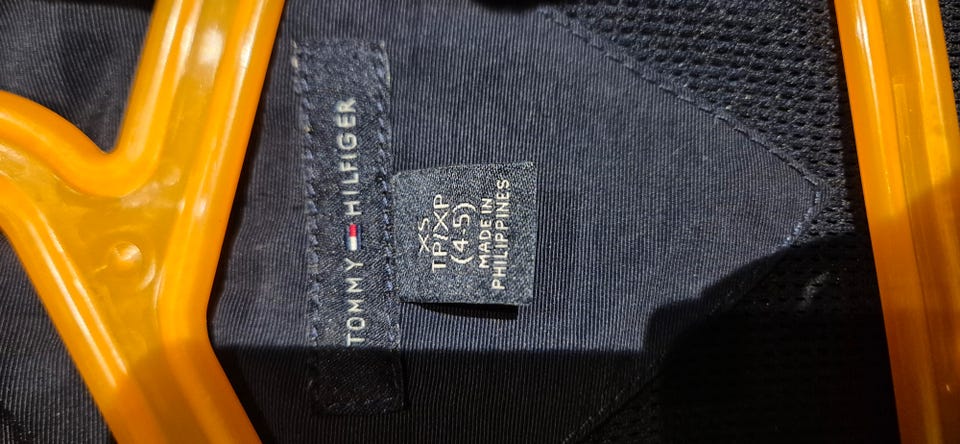 TOMMY HILFIGER
XS
TP/XP
(4-5)
MADE IN
PHILIPPINES